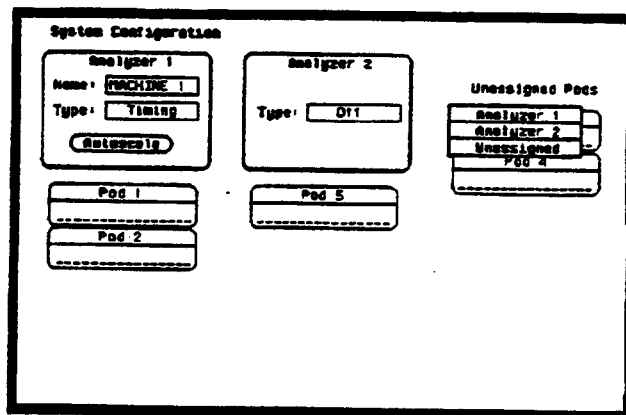 System Configuration
Analyzer 1
Name: MACHINE 1
Type: Timing
Autoscale
Analyzer 2
Type: Off
Unassigned Pods
Analyzer 1
Analyzer 2
Unassigned
Pod 4
Pod 1
Pod 2
Pod 5